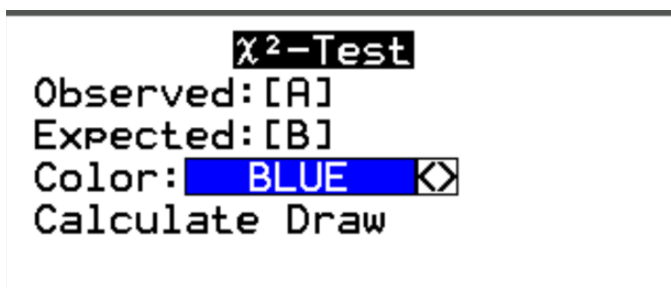 χ²-Test
Observed:[A]
Expected:[B]
Color: BLUE <>
Calculate Draw